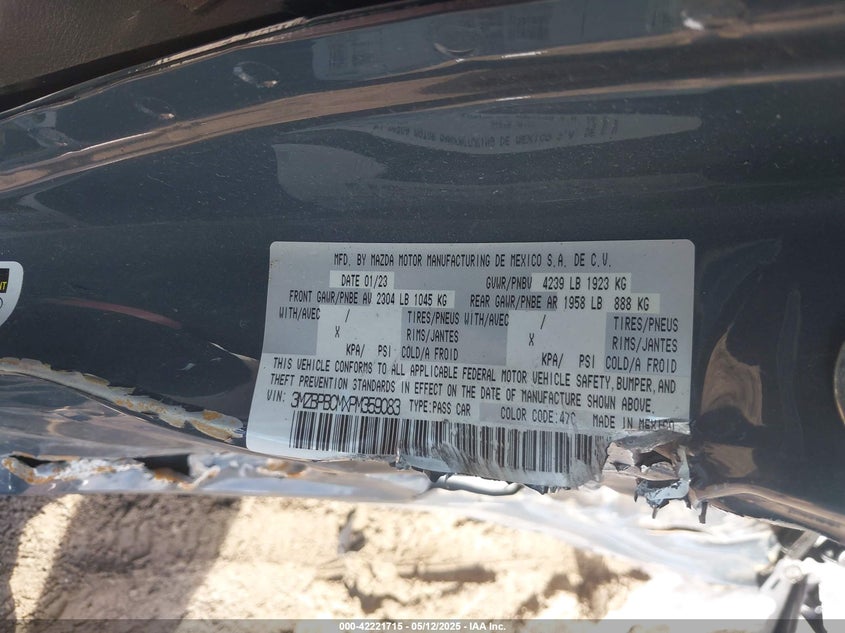 MFD. BY MAZDA MOTOR MANUFACTURING DE MEXICO S.A. DE C.V.
DATE 01/23 GVWR/PNBV 4239 LB 1923 KG
FRONT GAWR/PNBE AV 2304 LB 1045 KG REAR GAWR/PNBE AR 1958 LB 888 KG
WITH/AVEC / TIRES/PNEUS WITH/AVEC / TIRES/PNEUS
X RIMS/JANTES X RIMS/JANTES
KPA/ PSI COLD/A FROID KPA/ PSI COLD/A FROID
THIS VEHICLE CONFORMS TO ALL APPLICABLE FEDERAL MOTOR VEHICLE SAFETY, BUMPER, AND
THEFT PREVENTION STANDARDS IN EFFECT ON THE DATE OF MANUFACTURE SHOWN ABOVE.
VIN: 3MZBPBCMXPM359083 TYPE:PASS CAR COLOR CODE:47C MADE IN MEXICO
000-42221715 - 05/12/2025 - IAA Inc.